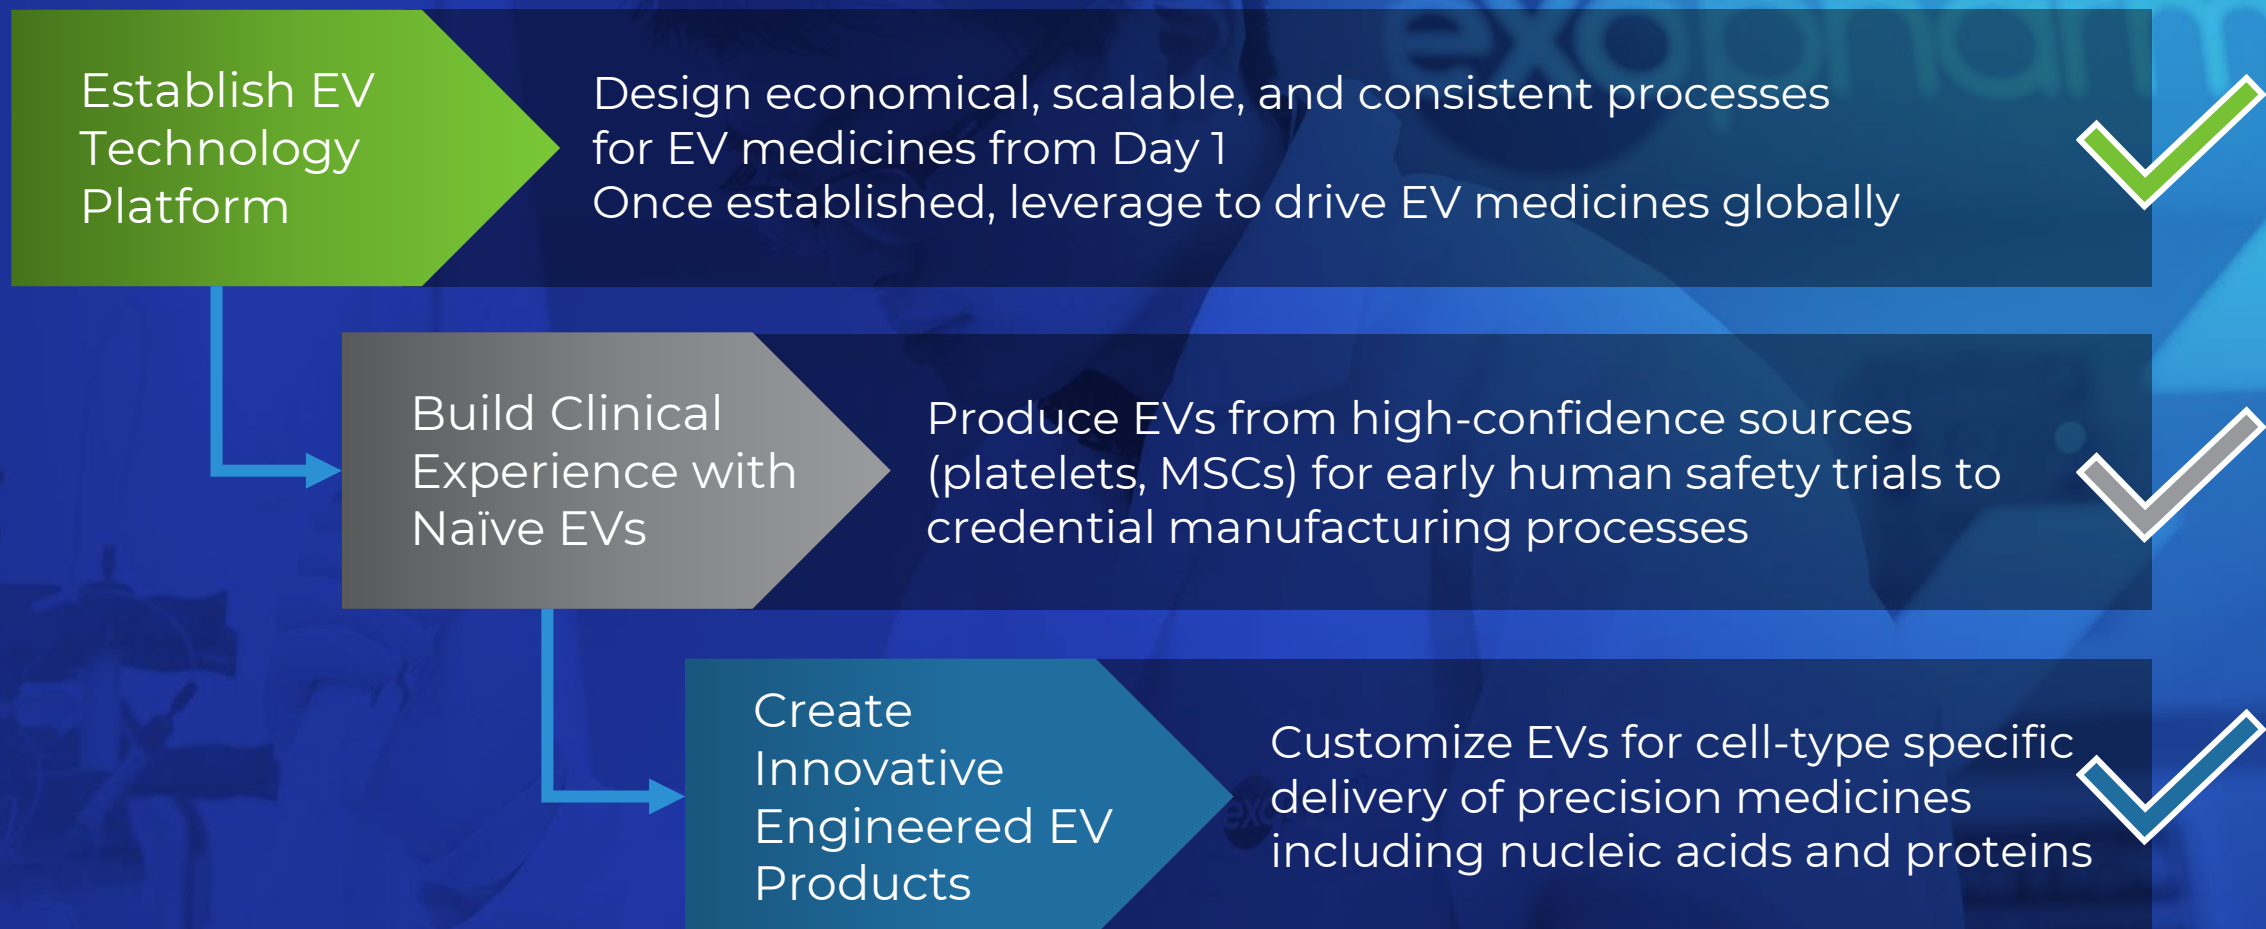 exopharm
Establish EV
Technology
Platform
Design economical, scalable, and consistent processes
for EV medicines from Day 1
Once established, leverage to drive EV medicines globally
Build Clinical
Experience with
Naïve EVs
Produce EVs from high-confidence sources
(platelets, MSCs) for early human safety trials to
credential manufacturing processes
Create
Innovative
Engineered EV
Products
Customize EVs for cell-type specific
delivery of precision medicines
including nucleic acids and proteins
exo